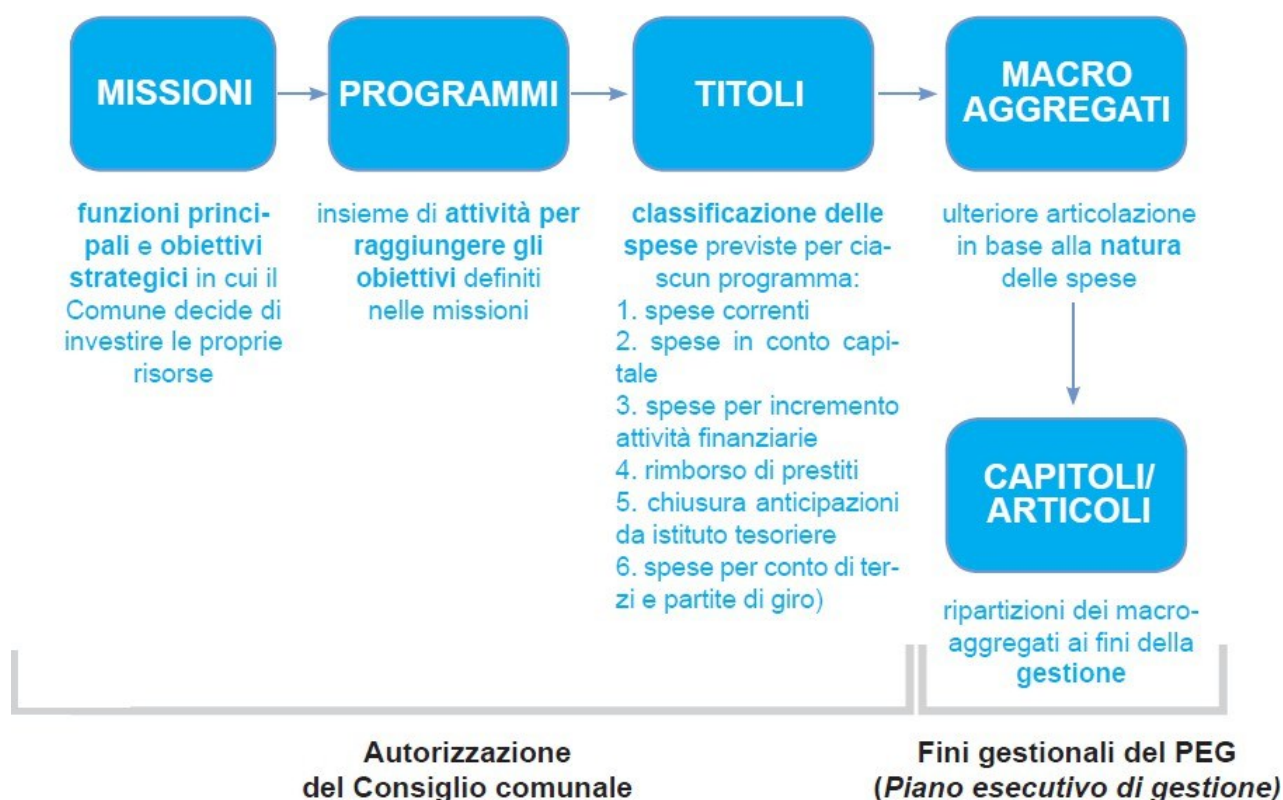 MISSIONI
funzioni princi-
pali e obiettivi
strategici in cui il
Comune decide di
investire le proprie
risorse
PROGRAMMI
insieme di attività per
raggiungere gli
obiettivi definiti
nelle missioni
TITOLI
classificazione delle
spese previste per cia-
scun programma:
1. spese correnti
2. spese in conto capi-
tale
3. spese per incremento
attività finanziarie
4. rimborso di prestiti
5. chiusura anticipazioni
da istituto tesoriere
6. spese per conto di ter-
zi e partite di giro)
MACRO
AGGREGATI
ulteriore articolazione
in base alla natura
delle spese
CAPITOLI/
ARTICOLI
ripartizioni dei macro-
aggregati ai fini della
gestione
Autorizzazione
del Consiglio comunale
Fini gestionali del PEG
(Piano esecutivo di gestione)